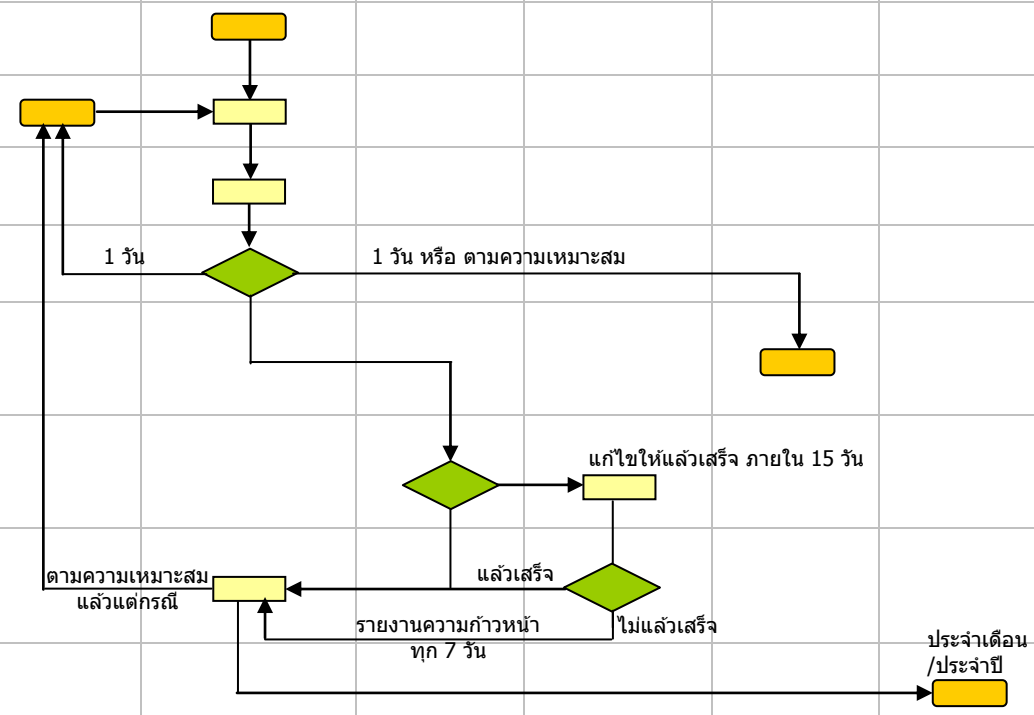 1 วัน
1 วัน หรือ ตามความเหมาะสม
แก้ไขให้แล้วเสร็จ ภายใน 15 วัน
ตามความเหมาะสม
แล้วแต่กรณี
แล้วเสร็จ
รายงานความก้าวหน้า
ทุก 7 วัน
ไม่แล้วเสร็จ
ประจำเดือน
/ประจำปี